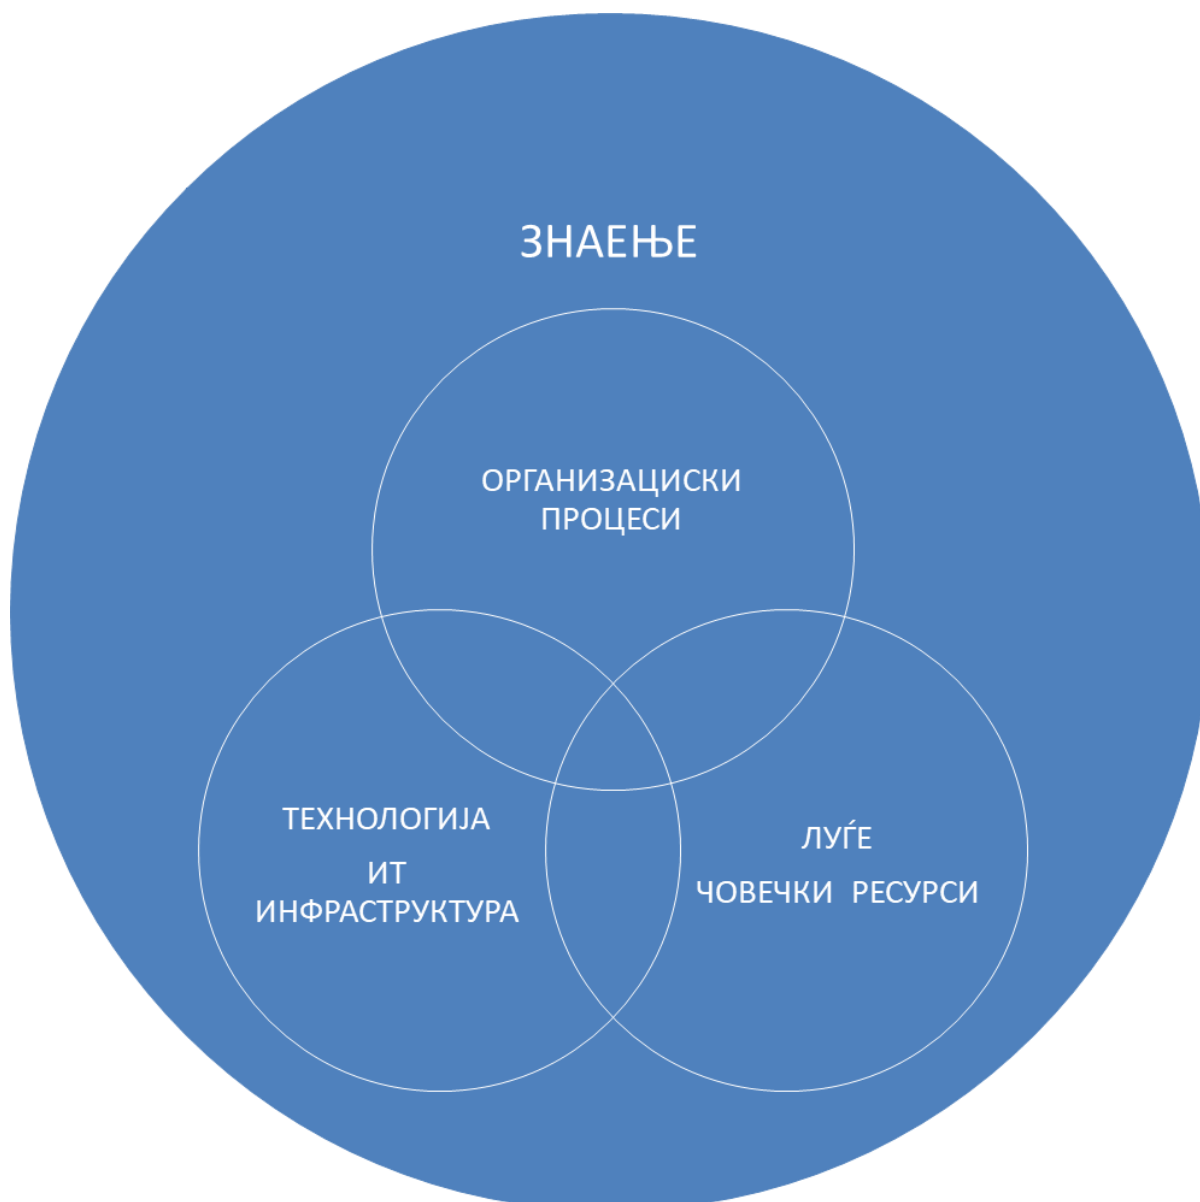 ЗНАЕЊЕ
ОРГАНИЗАЦИСКИ
ПРОЦЕСИ
ТЕХНОЛОГИЈА
ИТ
ИНФРАСТРУКТУРА
ЛУЃЕ
ЧОВЕЧКИ РЕСУРСИ